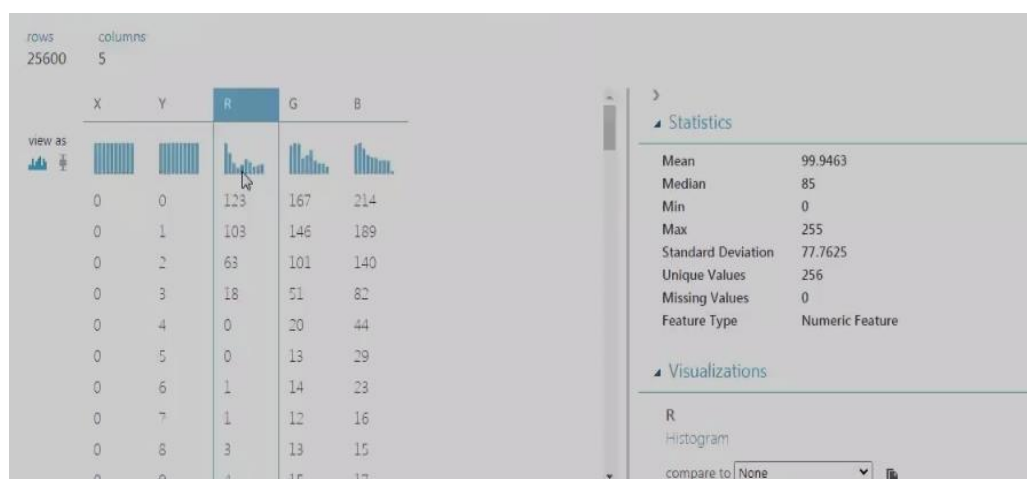 rows columns
25600 5
X Y R G B
view as
0 0 123 167 214
0 1 103 146 189
0 2 63 101 140
0 3 18 51 82
0 4 0 20 44
0 5 0 13 29
0 6 1 14 23
0 7 1 12 16
0 8 3 13 15
Statistics
Mean 99.9463
Median 85
Min 0
Max 255
Standard Deviation 77.7625
Unique Values 256
Missing Values 0
Feature Type Numeric Feature
Visualizations
R
Histogram
compare to None